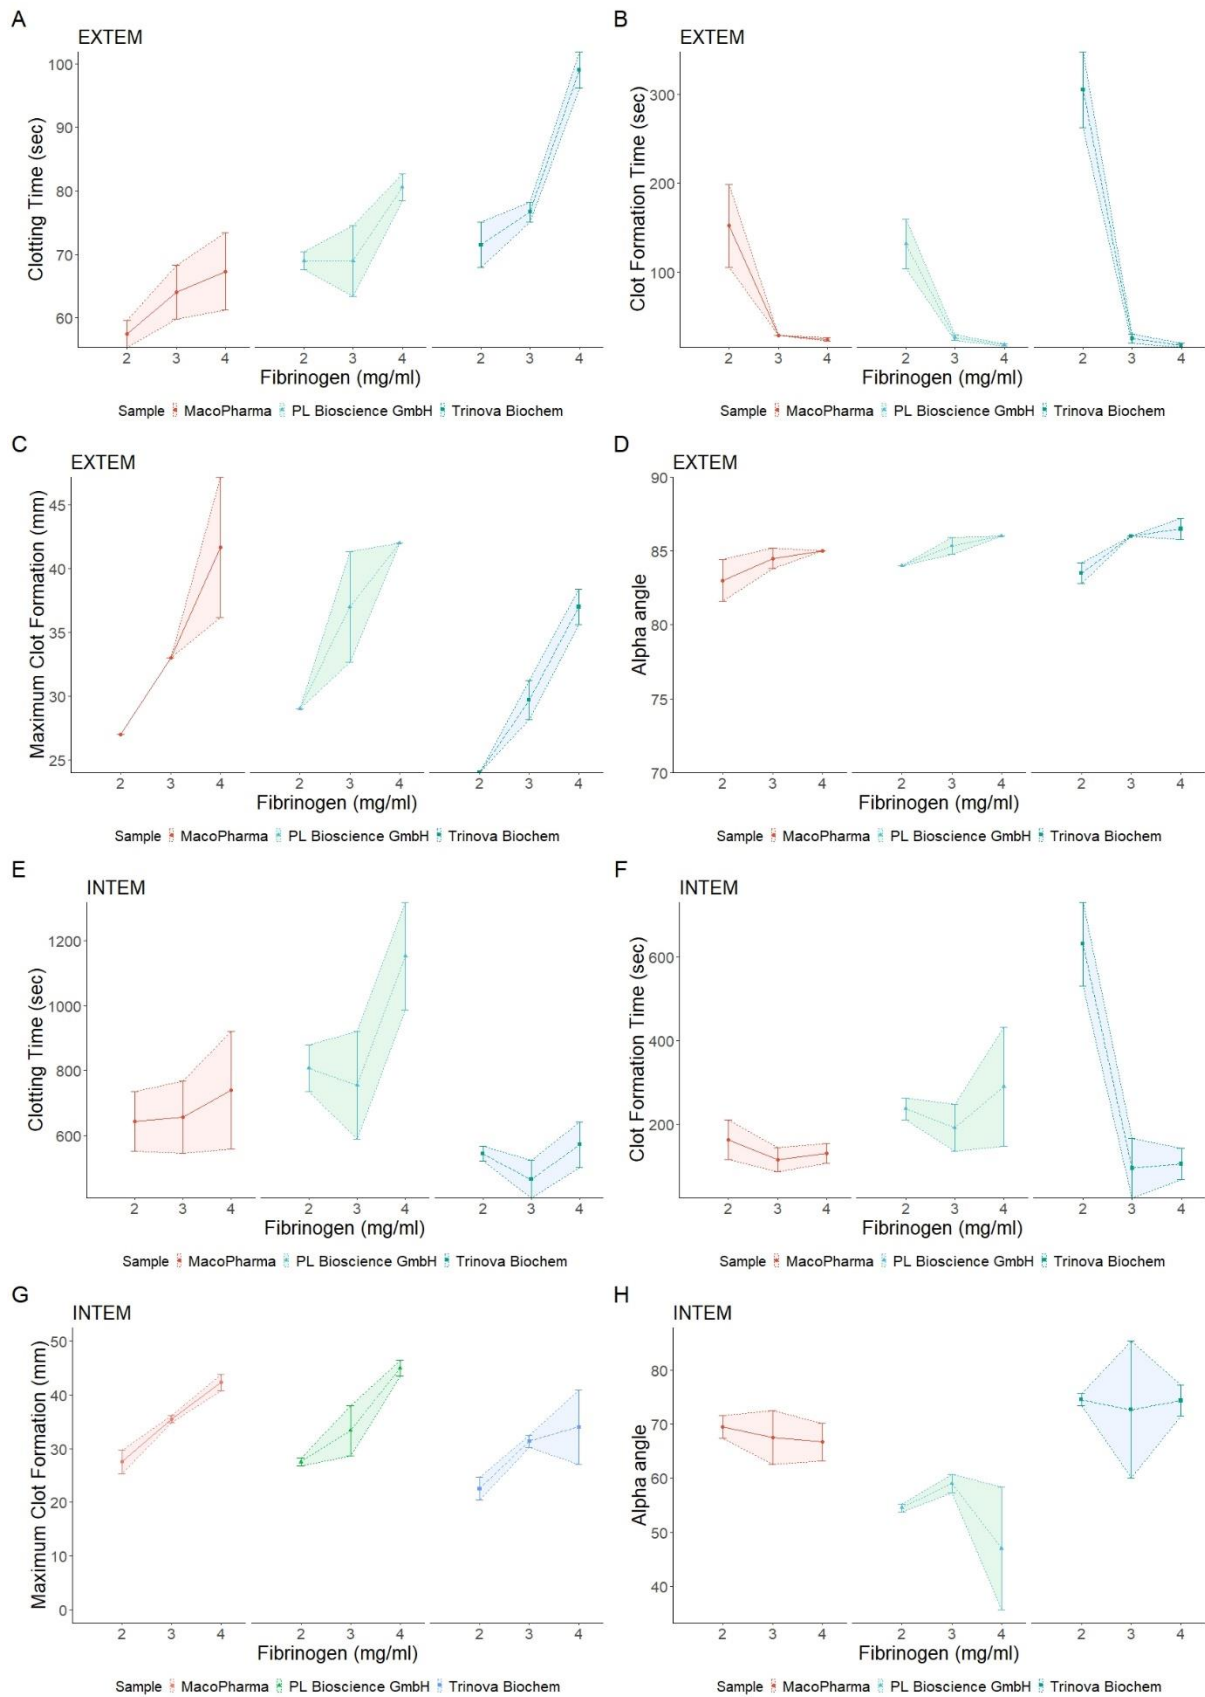 A
EXTEM
Clotting Time (sec)
100
90
80
70
60
2 3 4 2 3 4 2 3 4
Fibrinogen (mg/ml)
Sample MacoPharma PL Bioscience GmbH Trinova Biochem
B
EXTEM
Clot Formation Time (sec)
300
200
100
2 3 4 2 3 4 2 3 4
Fibrinogen (mg/ml)
Sample MacoPharma PL Bioscience GmbH Trinova Biochem
C
EXTEM
Maximum Clot Formation (mm)
45
40
35
30
25
2 3 4 2 3 4 2 3 4
Fibrinogen (mg/ml)
Sample MacoPharma PL Bioscience GmbH Trinova Biochem
D
EXTEM
Alpha angle
90
85
80
75
70
2 3 4 2 3 4 2 3 4
Fibrinogen (mg/ml)
Sample MacoPharma PL Bioscience GmbH Trinova Biochem
E
INTEM
Clotting Time (sec)
1200
1000
800
600
2 3 4 2 3 4 2 3 4
Fibrinogen (mg/ml)
Sample MacoPharma PL Bioscience GmbH Trinova Biochem
F
INTEM
Clot Formation Time (sec)
600
400
200
2 3 4 2 3 4 2 3 4
Fibrinogen (mg/ml)
Sample MacoPharma PL Bioscience GmbH Trinova Biochem
G
INTEM
Maximum Clot Formation (mm)
50
40
30
20
10
0
2 3 4 2 3 4 2 3 4
Fibrinogen (mg/ml)
Sample MacoPharma PL Bioscience GmbH Trinova Biochem
H
INTEM
Alpha angle
80
70
60
50
40
2 3 4 2 3 4 2 3 4
Fibrinogen (mg/ml)
Sample MacoPharma PL Bioscience GmbH Trinova Biochem